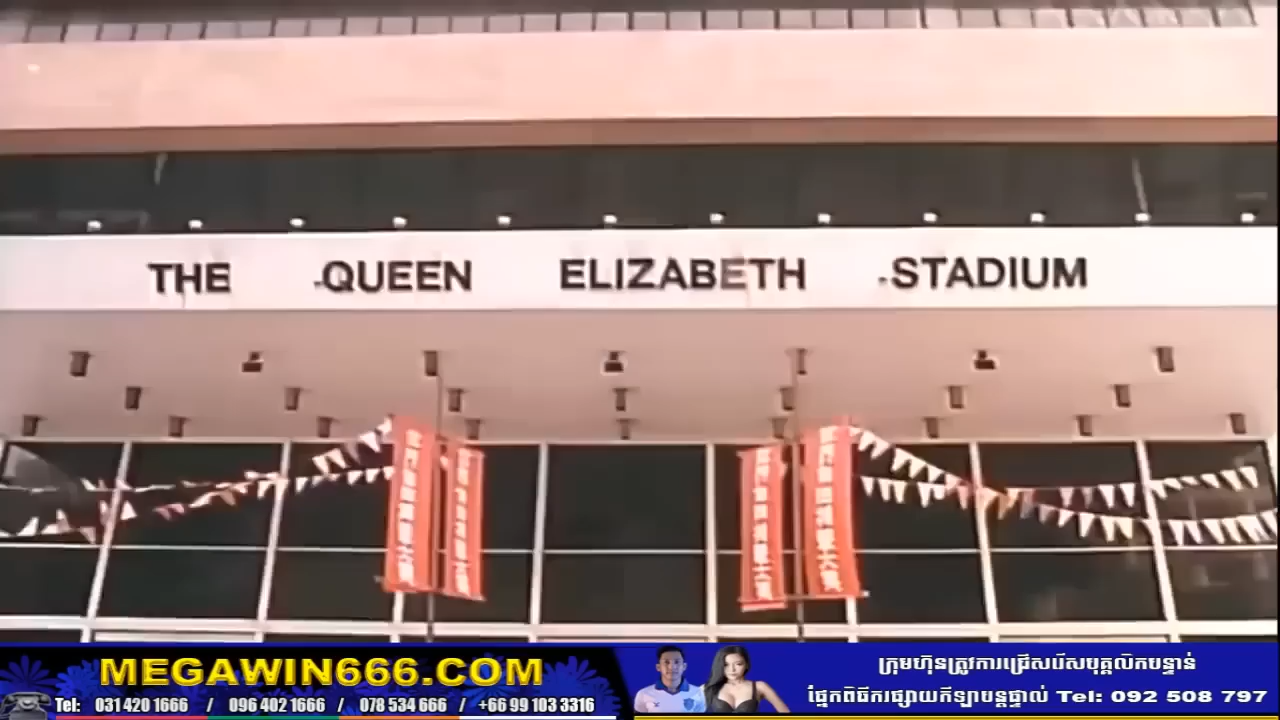 THE QUEEN ELIZABETH STADIUM
MEGAWIN666.COM
Tel: 031 420 1666 / 096 402 1666 / 078 534 666 / +66 99 103 3316
ក្រុមហ៊ុនត្រូវការជ្រើសរើសបុគ្គលិកបន្ទាន់
ផ្នែកពិធីករផ្សាយកីឡាបន្តផ្ទាល់ Tel: 092 508 797